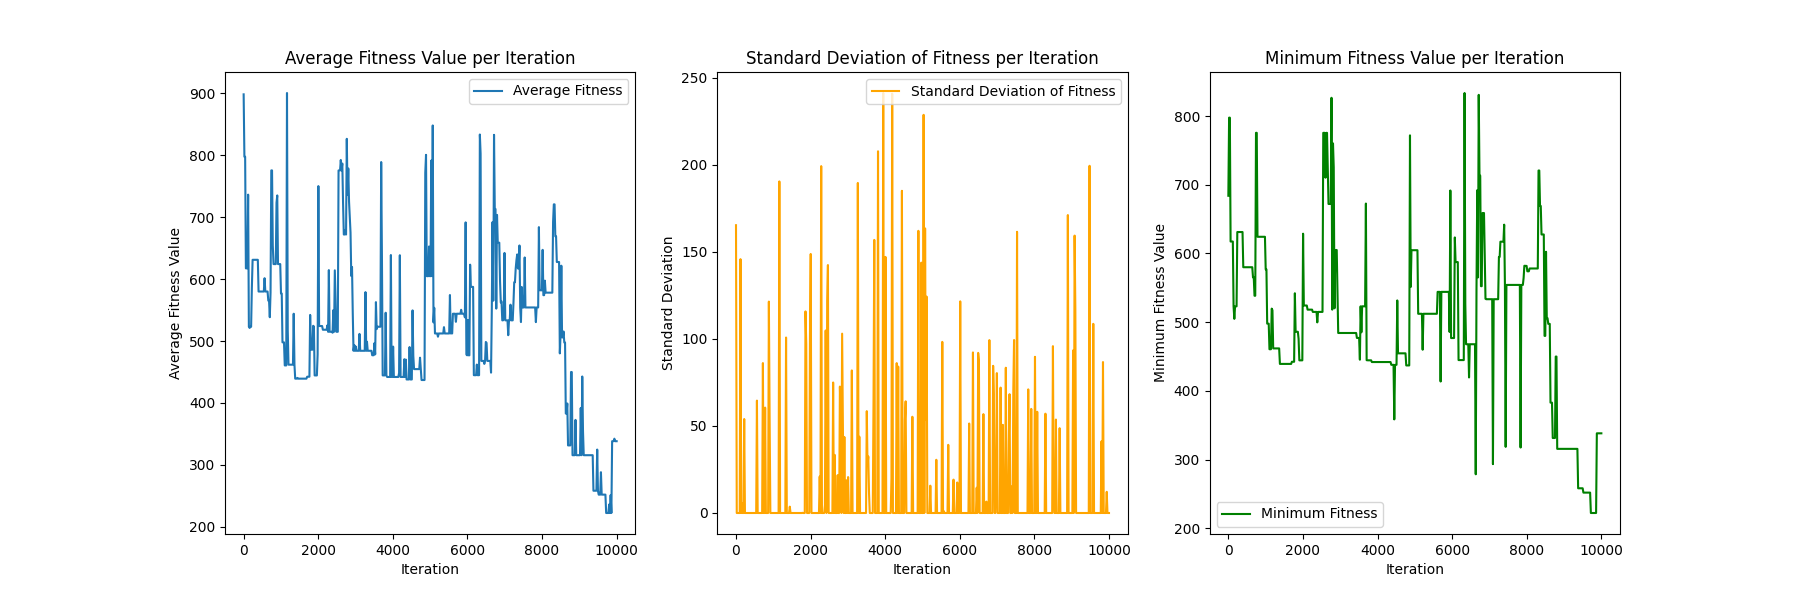 Average Fitness Value per Iteration
Average Fitness
Average Fitness Value
900
800
700
600
500
400
300
200
0 2000 4000 6000 8000 10000
Iteration
Standard Deviation of Fitness per Iteration
Standard Deviation of Fitness
Standard Deviation
250
200
150
100
50
0
0 2000 4000 6000 8000 10000
Iteration
Minimum Fitness Value per Iteration
Minimum Fitness Value
800
700
600
500
400
300
200
Minimum Fitness
0 2000 4000 6000 8000 10000
Iteration